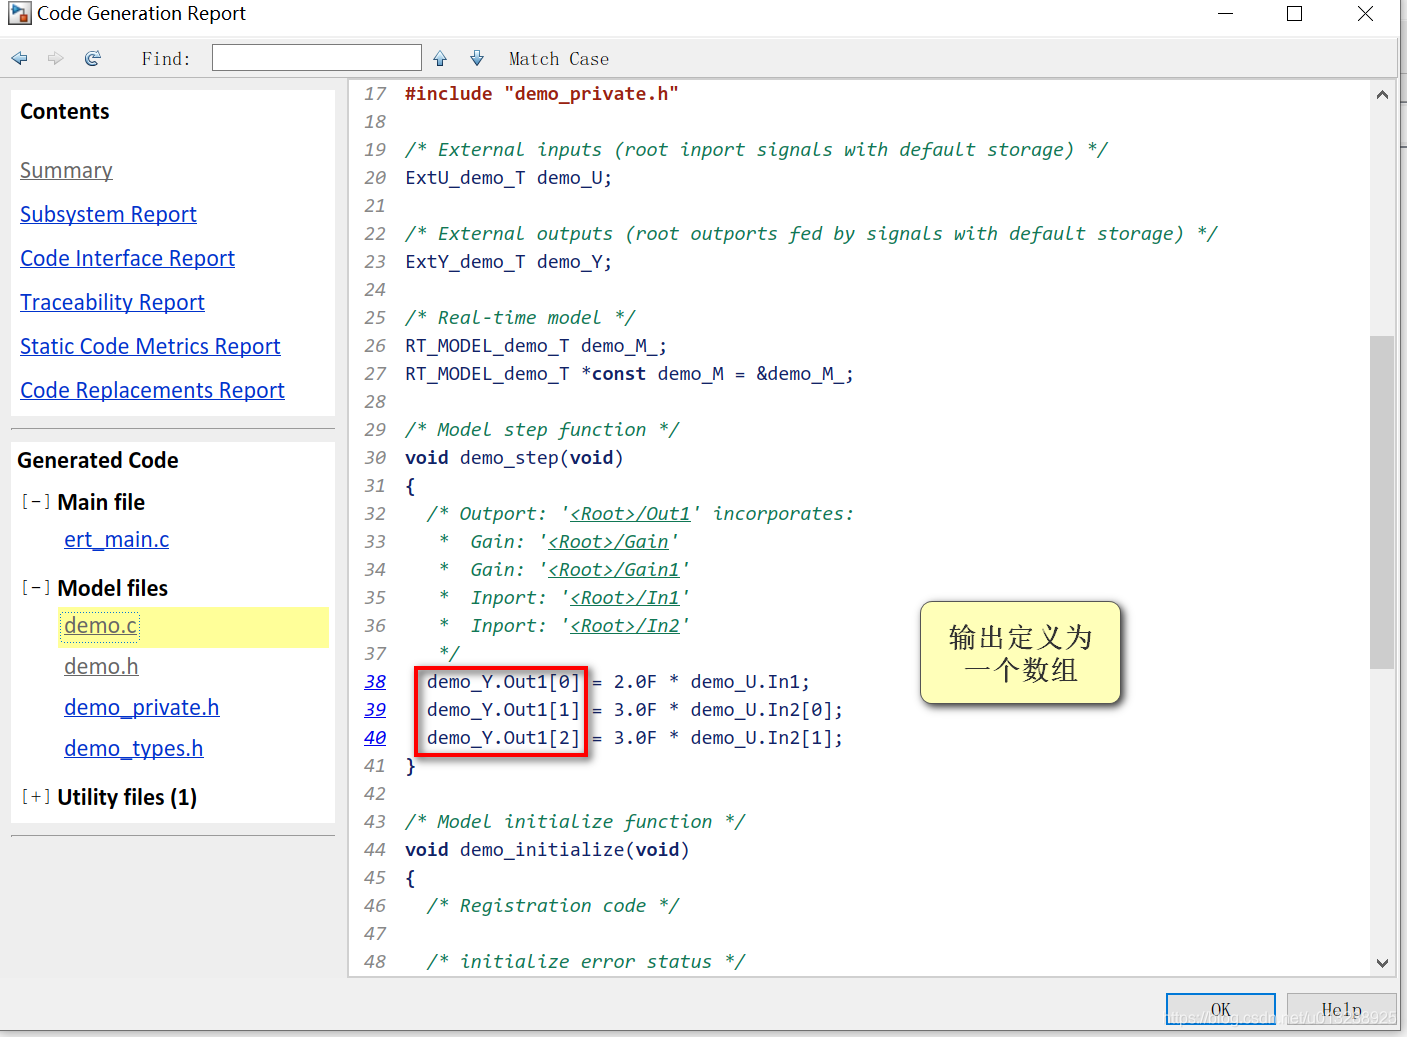 Code Generation Report
Find:
Match Case
Contents
Summary
Subsystem Report
Code Interface Report
Traceability Report
Static Code Metrics Report
Code Replacements Report
Generated Code
[-] Main file
ert_main.c
[-] Model files
demo.c
demo.h
demo_private.h
demo_types.h
[+] Utility files (1)
17 #include "demo_private.h"
18
19 /* External inputs (root inport signals with default storage) */
20 ExtU_demo_T demo_U;
21
22 /* External outputs (root outports fed by signals with default storage) */
23 ExtY_demo_T demo_Y;
24
25 /* Real-time model */
26 RT_MODEL_demo_T demo_M_;
27 RT_MODEL_demo_T *const demo_M = &demo_M_;
28
29 /* Model step function */
30 void demo_step(void)
31 {
32 /* Outport: '<Root>/Out1' incorporates:
33 * Gain: '<Root>/Gain'
34 * Gain: '<Root>/Gain1'
35 * Inport: '<Root>/In1'
36 * Inport: '<Root>/In2'
37 */
38 demo_Y.Out1[0] = 2.0F * demo_U.In1;
39 demo_Y.Out1[1] = 3.0F * demo_U.In2[0];
40 demo_Y.Out1[2] = 3.0F * demo_U.In2[1];
41 }
42
43 /* Model initialize function */
44 void demo_initialize(void)
45 {
46 /* Registration code */
47
48 /* initialize error status */
输出定义为
一个数组
OK
Help